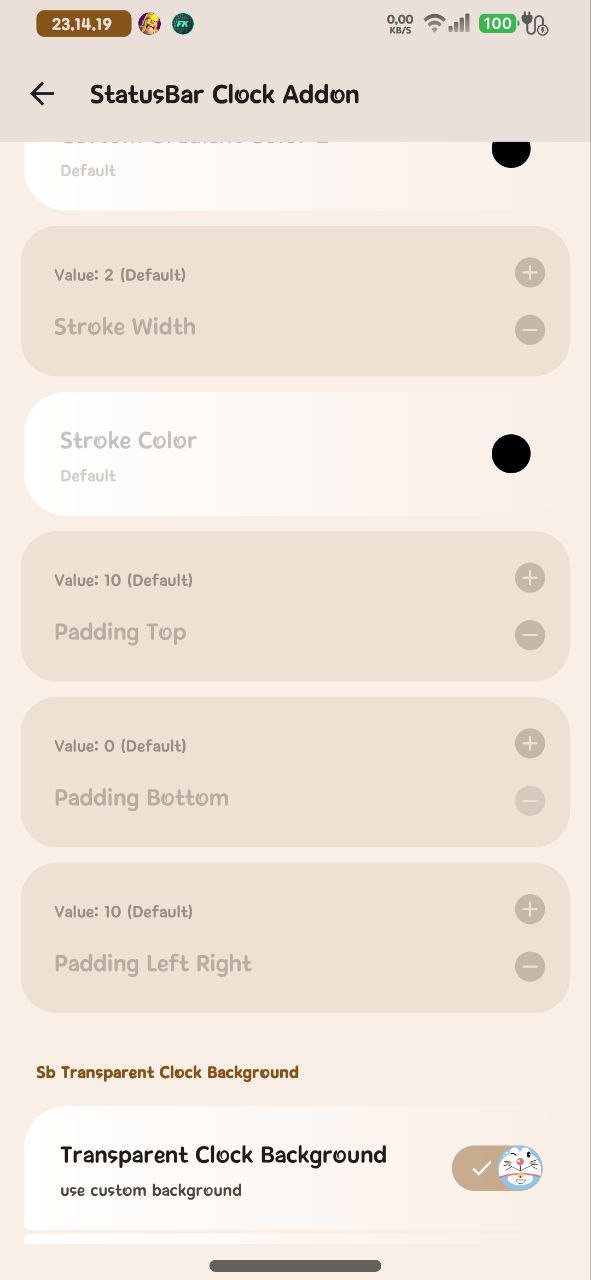 23.14.19
FK
0,00
KB/S
100
StatusBar Clock Addon
Default
Value: 2 (Default)
Stroke Width
Stroke Color
Default
Value: 10 (Default)
Padding Top
Value: 0 (Default)
Padding Bottom
Value: 10 (Default)
Padding Left Right
Sb Transparent Clock Background
Transparent Clock Background
use custom background